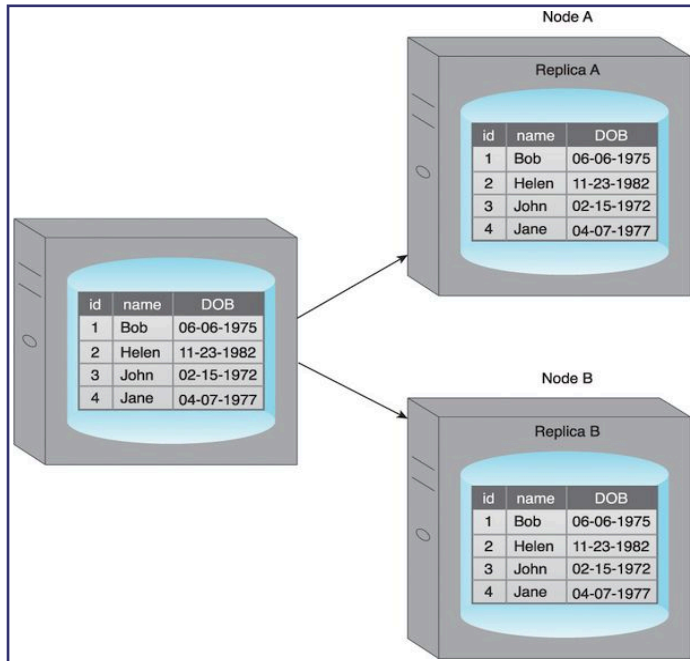 Node A
Replica A
id name DOB
1 Bob 06-06-1975
2 Helen 11-23-1982
3 John 02-15-1972
4 Jane 04-07-1977
id name DOB
1 Bob 06-06-1975
2 Helen 11-23-1982
3 John 02-15-1972
4 Jane 04-07-1977
Node B
Replica B
id name DOB
1 Bob 06-06-1975
2 Helen 11-23-1982
3 John 02-15-1972
4 Jane 04-07-1977